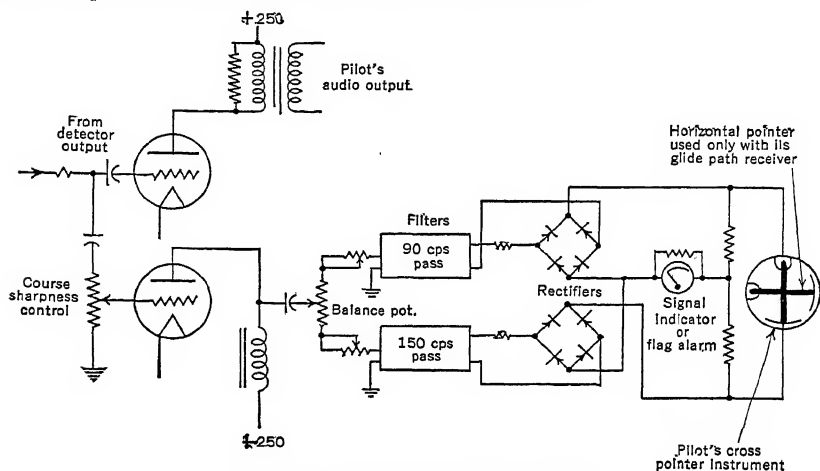 +250
Pilot's
audio output
From
detector
output
Horizontal pointer
used only with its
glide path receiver
Filters
90 cps
pass
Course
sharpness
control
Balance pot.
Rectifiers
Signal
indicator
or
flag alarm
150 cps
pass
+250
Pilot's cross
pointer instrument